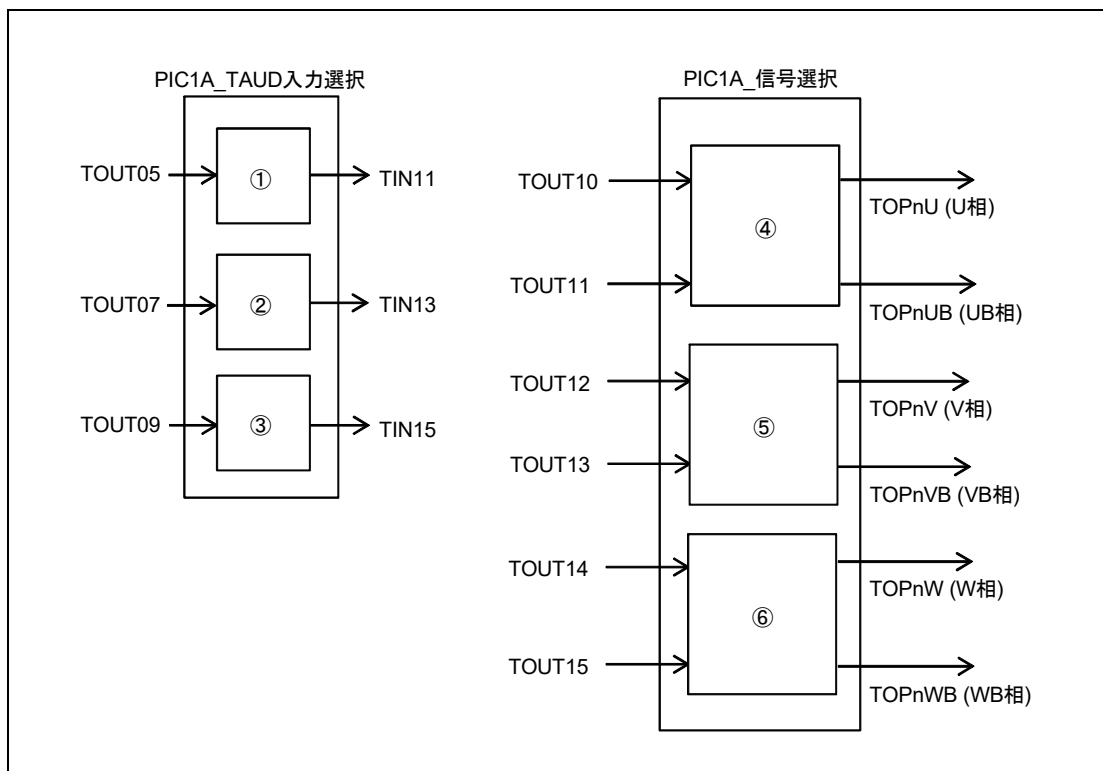 PIC1A_TAUD入力選択
TOUT05
①
TIN11
TOUT07
②
TIN13
TOUT09
③
TIN15
PIC1A_信号選択
TOUT10
TOUT11
④
TOPnU (U相)
TOPnUB (UB相)
TOUT12
TOUT13
⑤
TOPnV (V相)
TOPnVB (VB相)
TOUT14
TOUT15
⑥
TOPnW (W相)
TOPnWB (WB相)